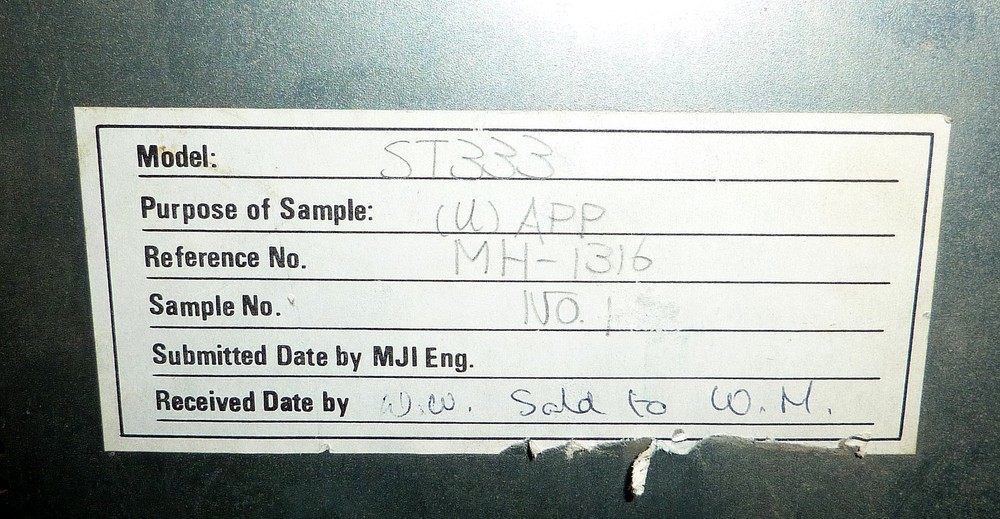 Model: ST333
Purpose of Sample: (U) APP
Reference No. MH-1316
Sample No. NO. 1
Submitted Date by MJI Eng.
Received Date by W.W. Sold to W.M.